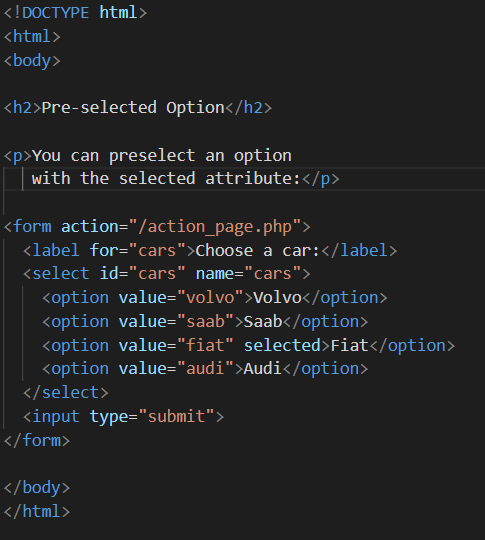 <!DOCTYPE html>
<html>
<body>

<h2>Pre-selected Option</h2>

<p>You can preselect an option
   with the selected attribute:</p>

<form action="/action_page.php">
  <label for="cars">Choose a car:</label>
  <select id="cars" name="cars">
    <option value="volvo">Volvo</option>
    <option value="saab">Saab</option>
    <option value="fiat" selected>Fiat</option>
    <option value="audi">Audi</option>
  </select>
  <input type="submit">
</form>

</body>
</html>